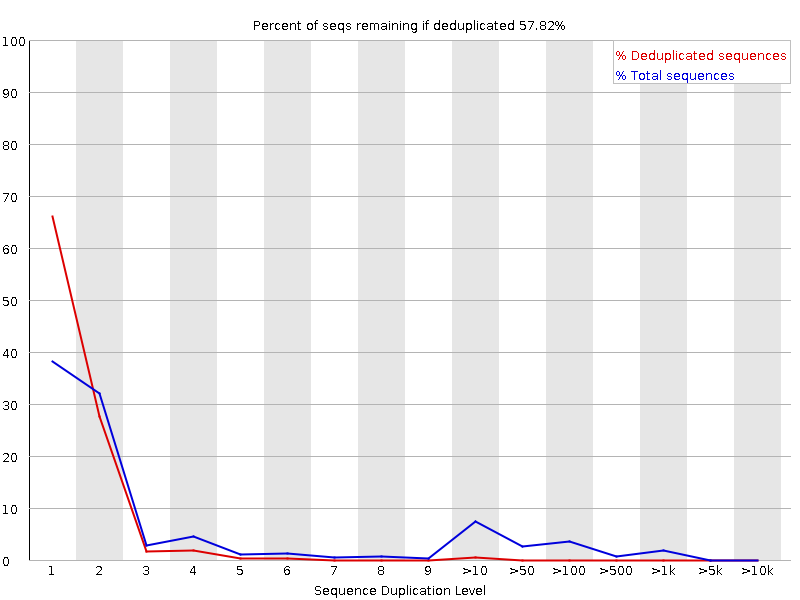 Percent of seqs remaining if deduplicated 57.82%
% Deduplicated sequences
% Total sequences
100
90
80
70
60
50
40
30
20
10
0
1 2 3 4 5 6 7 8 9 >10 >50 >100 >500 >1k >5k >10k
Sequence Duplication Level